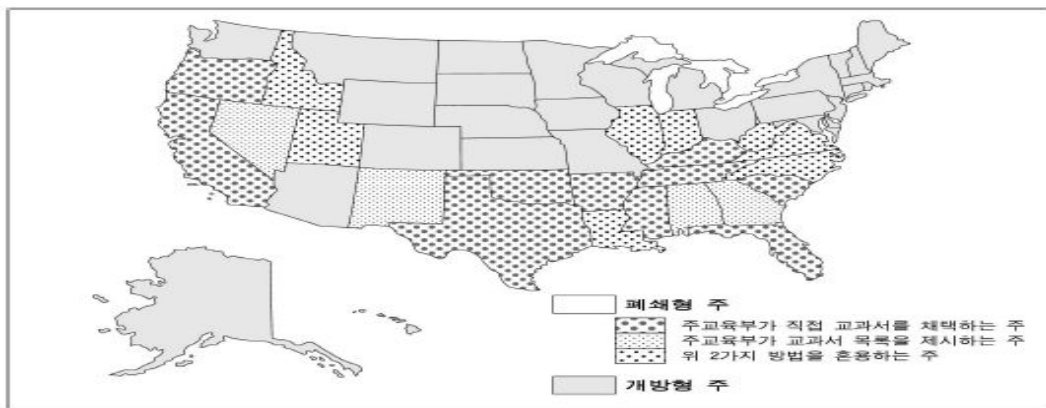 폐쇄형 주
주교육부가 직접 교과서를 채택하는 주
주교육부가 교과서 목록을 제시하는 주
위 2가지 방법을 혼용하는 주
개방형 주